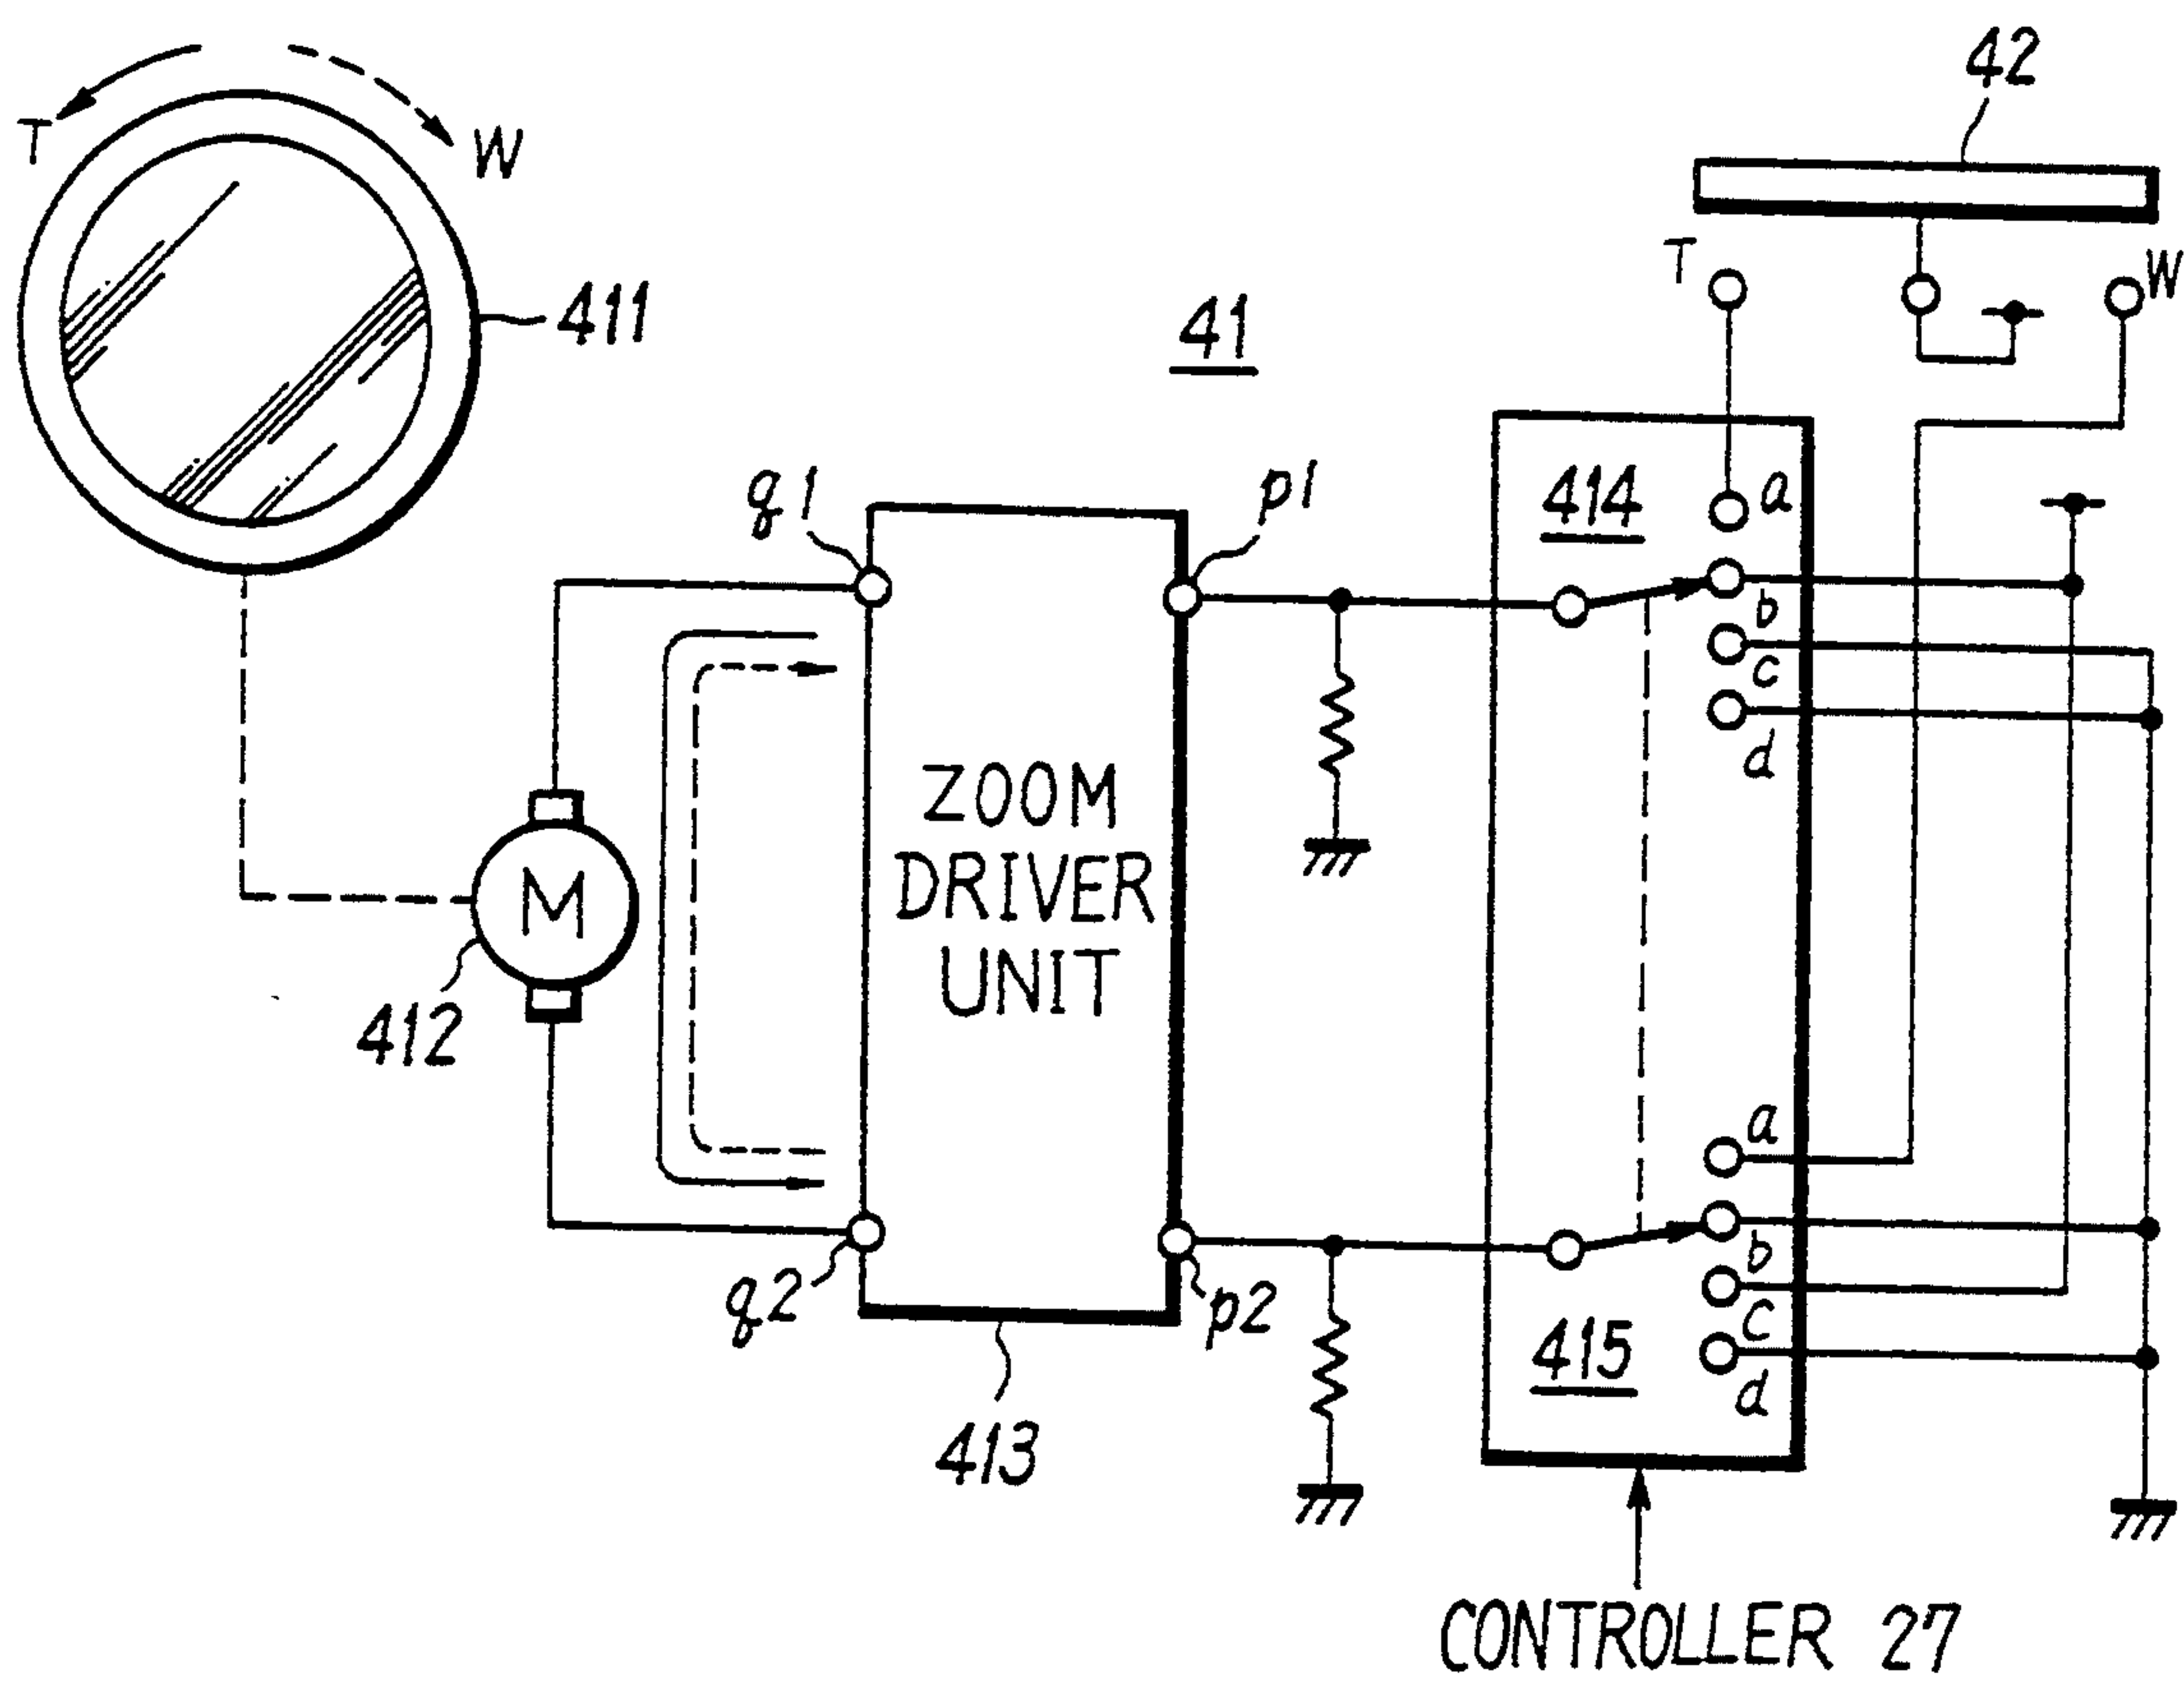 42
T
W
T
W
411
41
q1
p1
414
a
b
c
d
ZOOM
DRIVER
UNIT
M
412
a
b
c
d
q2
p2
415
413
CONTROLLER 27